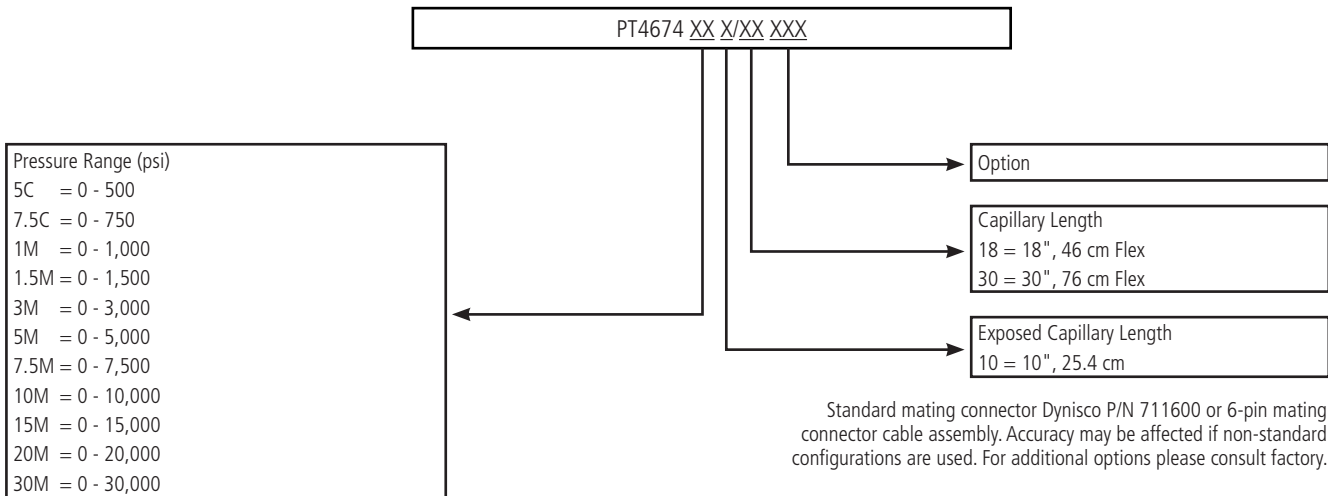 PT4674 XX X/XX XXX
Pressure Range (psi)
5C = 0 - 500
7.5C = 0 - 750
1M = 0 - 1,000
1.5M = 0 - 1,500
3M = 0 - 3,000
5M = 0 - 5,000
7.5M = 0 - 7,500
10M = 0 - 10,000
15M = 0 - 15,000
20M = 0 - 20,000
30M = 0 - 30,000
Option
Capillary Length
18 = 18", 46 cm Flex
30 = 30", 76 cm Flex
Exposed Capillary Length
10 = 10", 25.4 cm
Standard mating connector Dynisco P/N 711600 or 6-pin mating
connector cable assembly. Accuracy may be affected if non-standard
configurations are used. For additional options please consult factory.